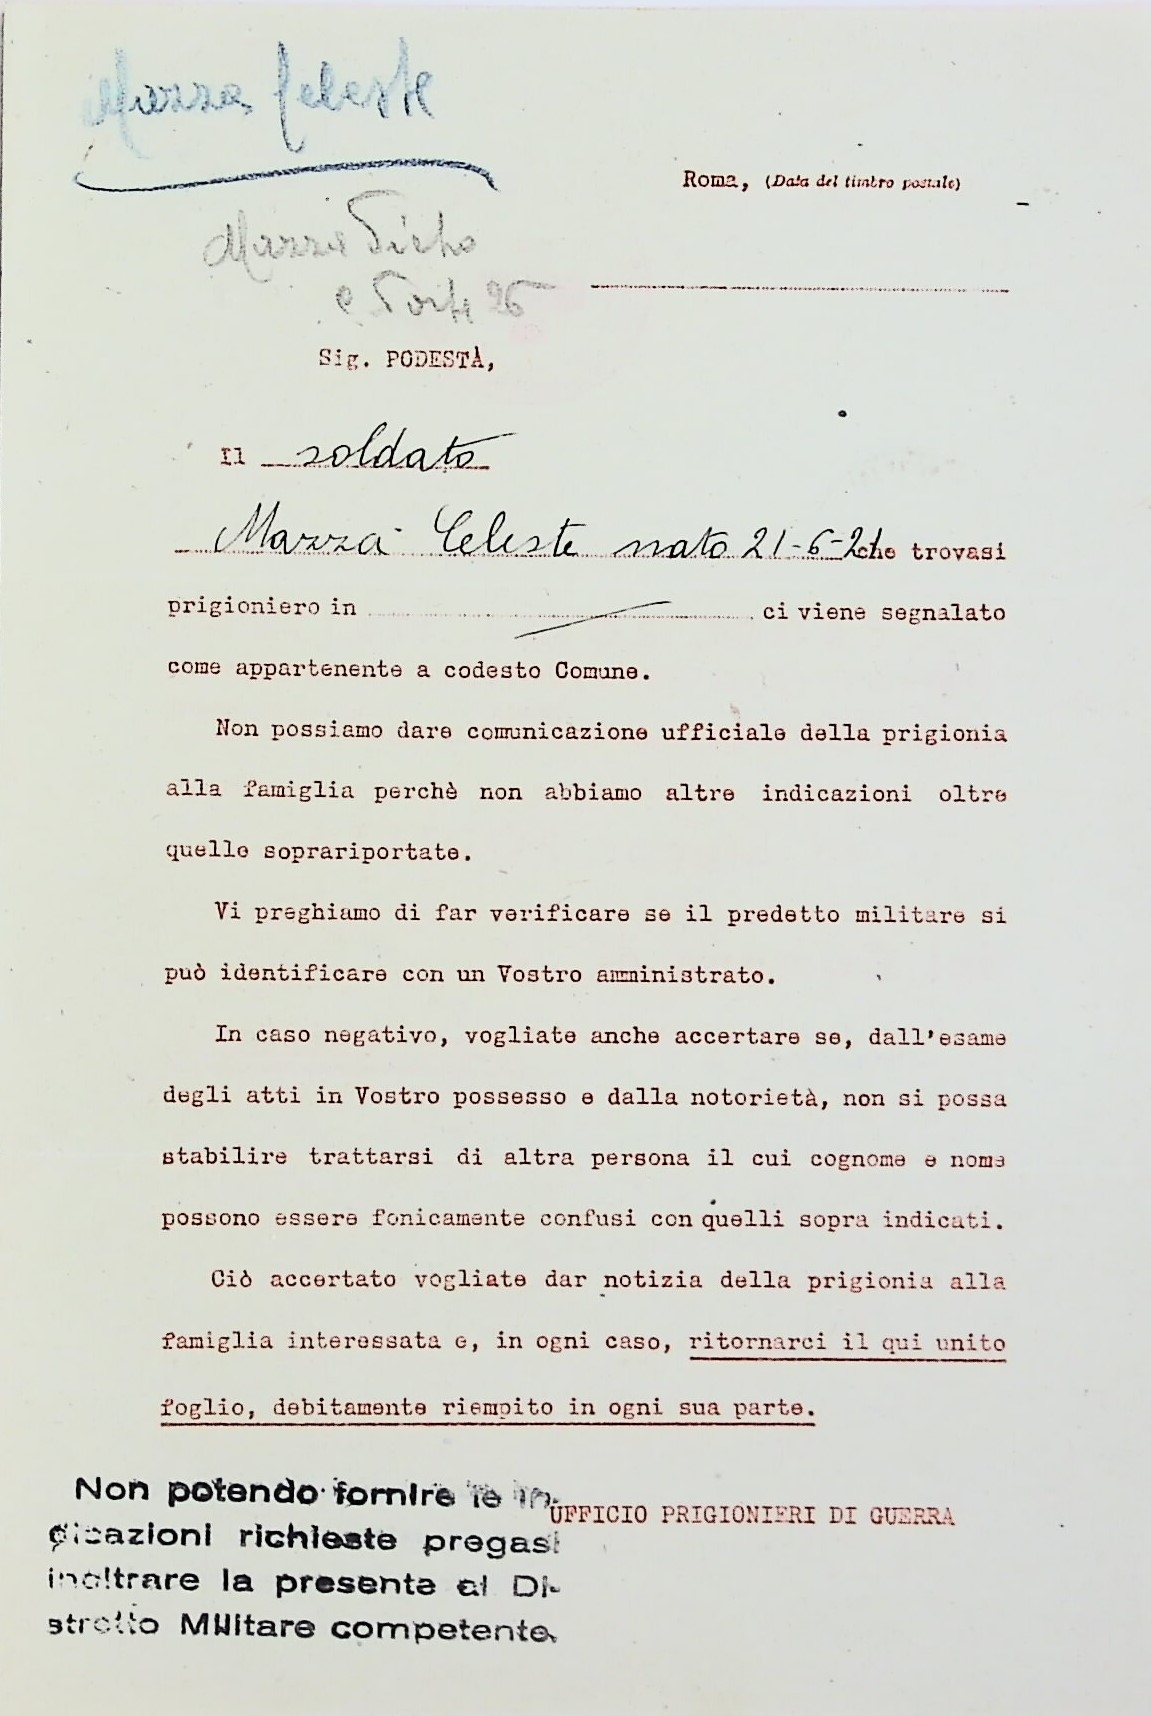 Mazza Celeste
Roma, (Data del timbro postale)
Mazza
26
Sig. PODESTÀ,
Il soldato
Mazza Celeste nato 21-6-21 che trovasi
prigioniero in ci viene segnalato
come appartenente a codesto Comune.
Non possiamo dare comunicazione ufficiale della prigionia
alla famiglia perchè non abbiamo altre indicazioni oltre
quelle soprariportate.
Vi preghiamo di far verificare se il predetto militare si
può identificare con un Vostro amministrato.
In caso negativo, vogliate anche accertare se, dall'esame
degli atti in Vostro possesso e dalla notorietà, non si possa
stabilire trattarsi di altra persona il cui cognome e nome
possono essere fonicamente confusi con quelli sopra indicati.
Ciò accertato vogliate dar notizia della prigionia alla
famiglia interessata e, in ogni caso, ritornarci il qui unito
foglio, debitamente riempito in ogni sua parte.
UFFICIO PRIGIONIERI DI GUERRA
Non potendo fornire le in-
dicazioni richieste pregasi
inoltrare la presente al Di-
stretto Militare competente.